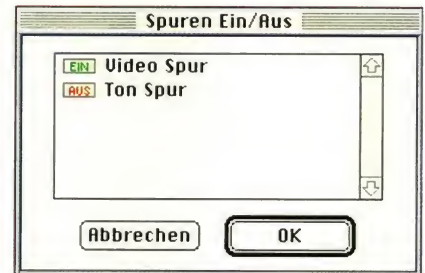 Spuren Ein/Aus
EIN Video Spur
AUS Ton Spur
Abbrechen OK